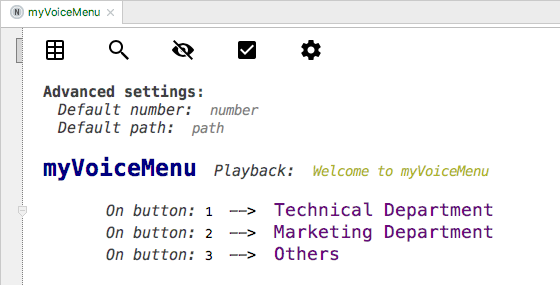 N myVoiceMenu ×
Advanced settings:
Default number: number
Default path: path
myVoiceMenu Playback: Welcome to myVoiceMenu
On button: 1 --> Technical Department
On button: 2 --> Marketing Department
On button: 3 --> Others